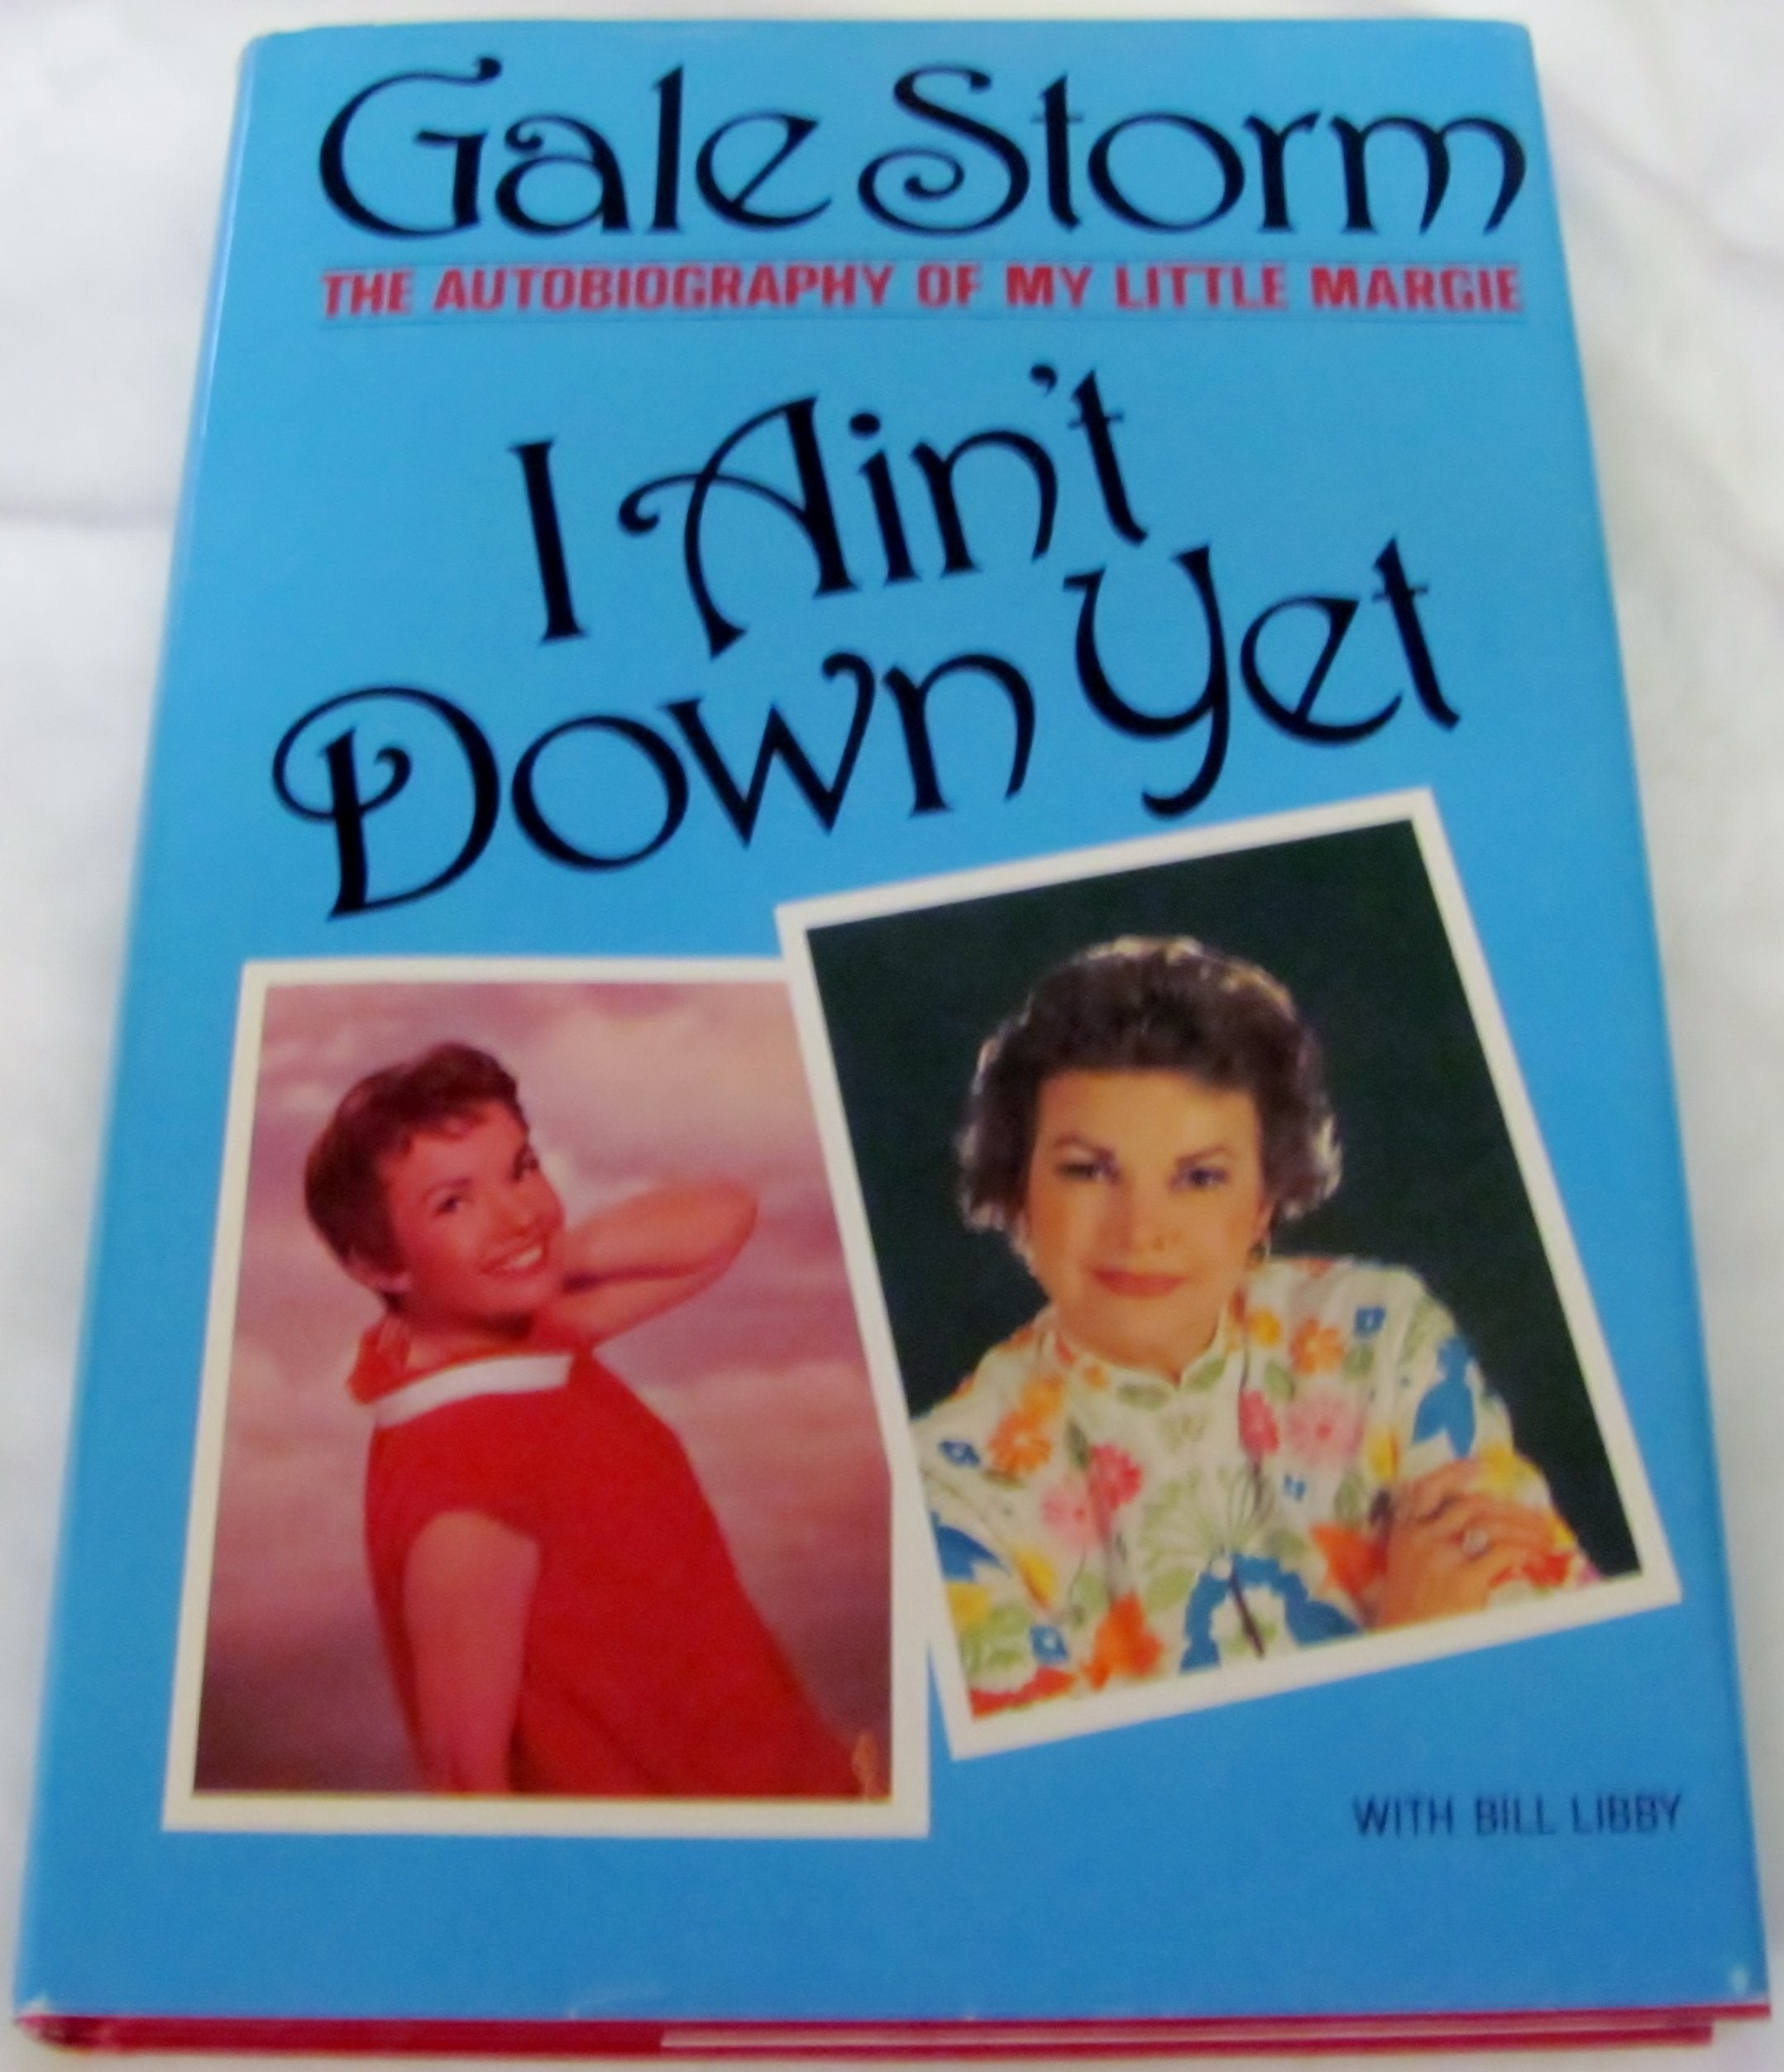 Gale Storm
THE AUTOBIOGRAPHY OF MY LITTLE MARGIE
I Ain't
Down Yet
WITH BILL LIBBY